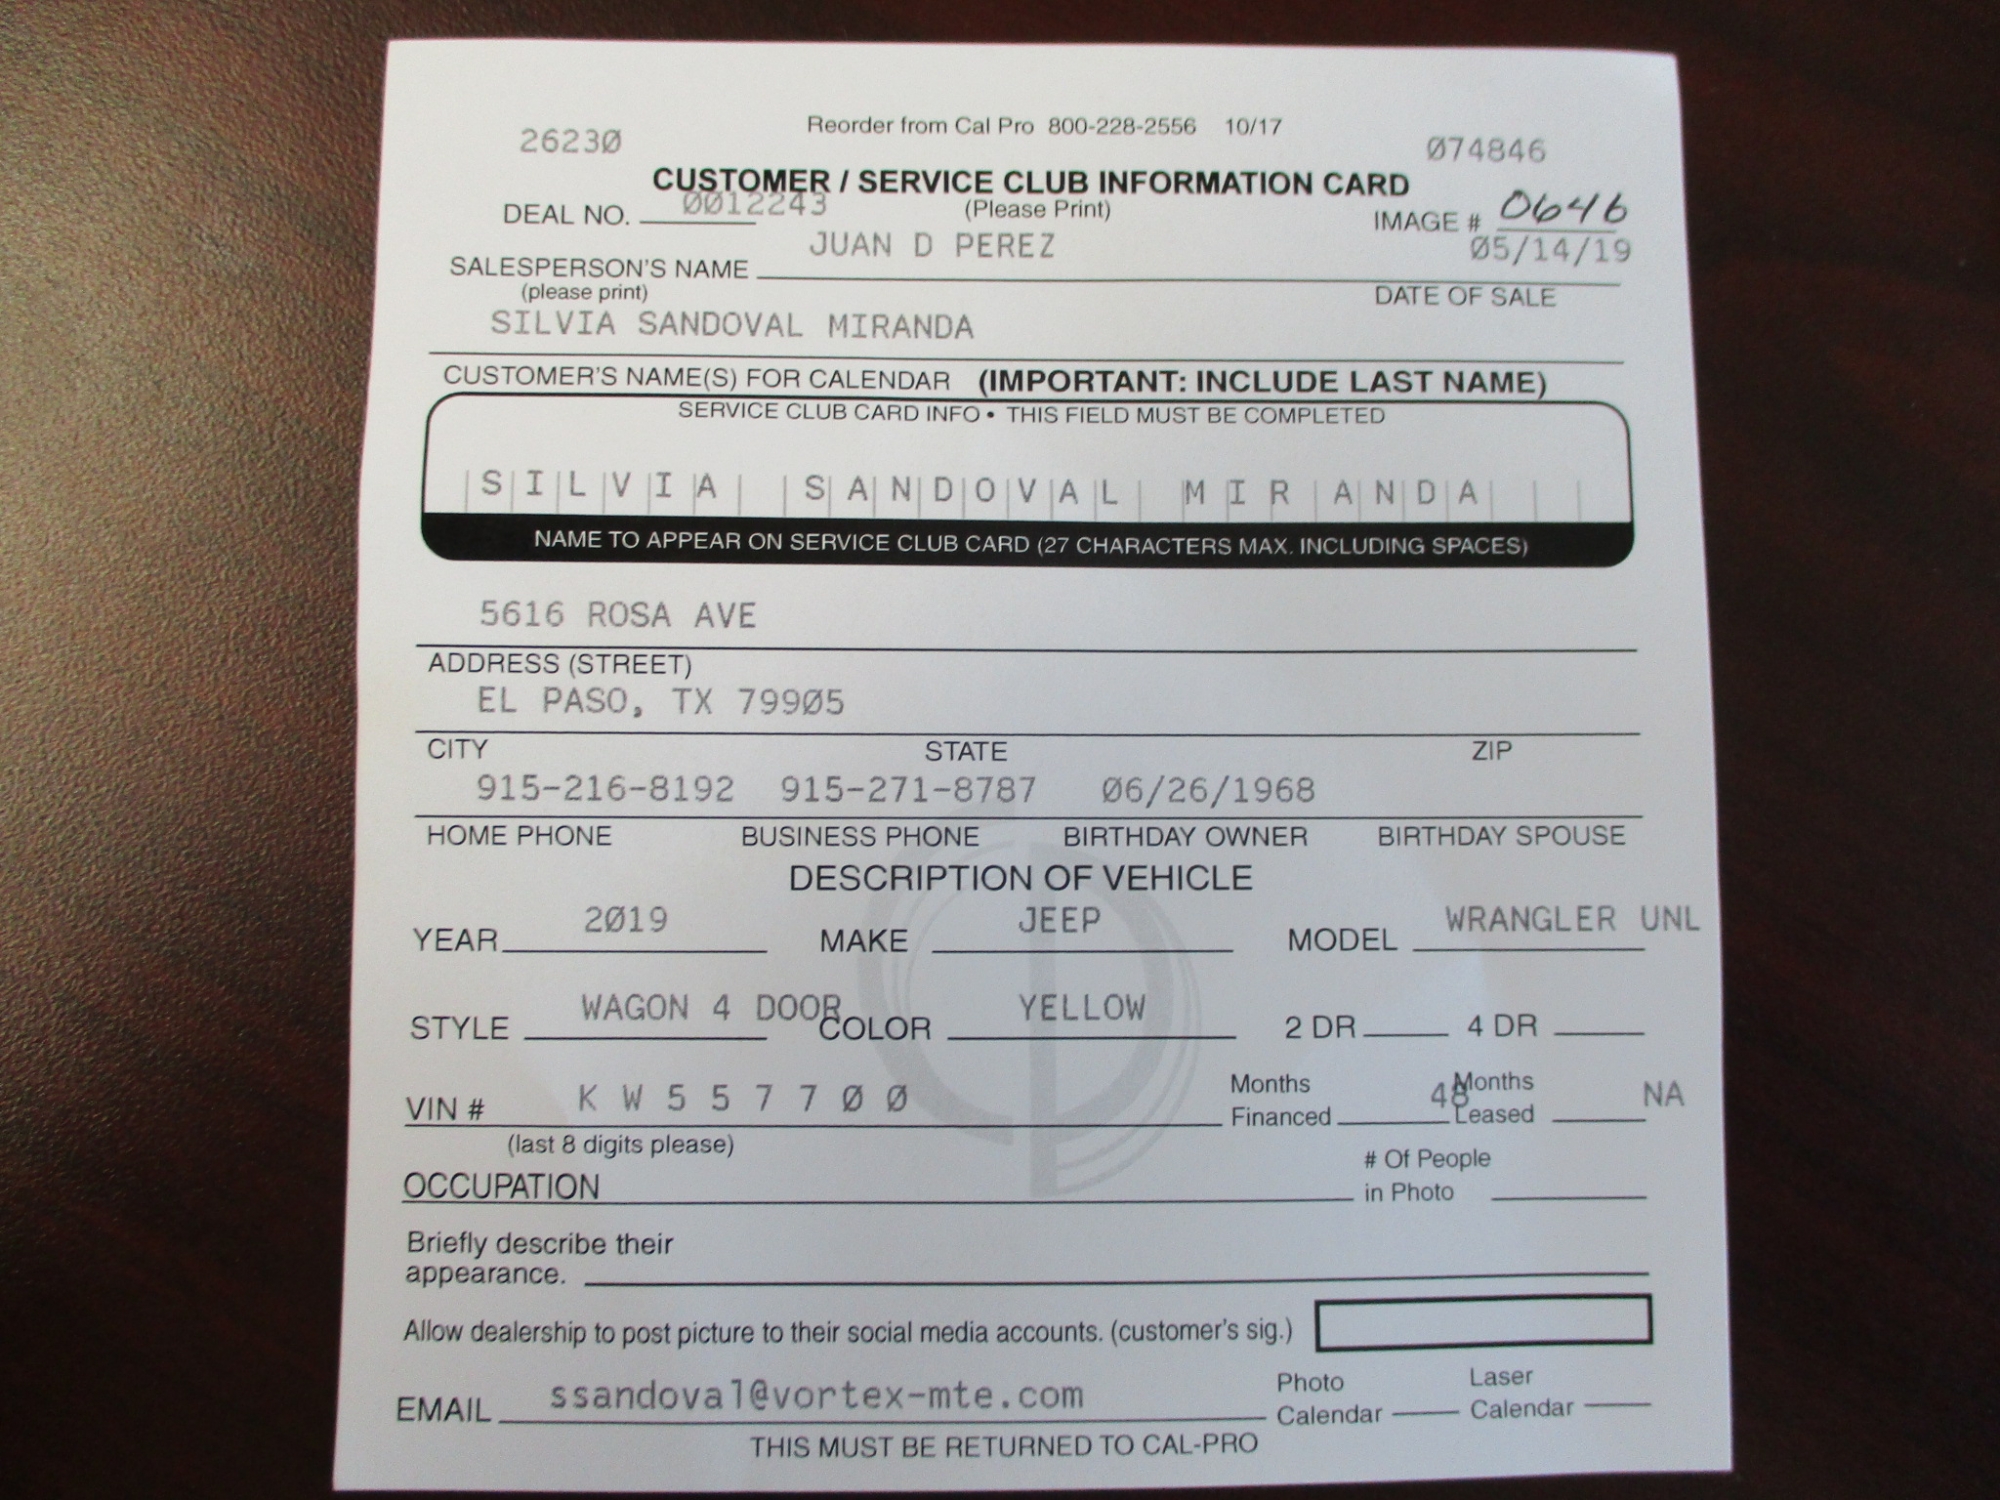 Reorder from Cal Pro 800-228-2556 10/17
26230 074846
CUSTOMER / SERVICE CLUB INFORMATION CARD
DEAL NO. 0012243 (Please Print) IMAGE # 0646
SALESPERSON'S NAME JUAN D PEREZ 05/14/19
(please print) DATE OF SALE
SILVIA SANDOVAL MIRANDA
CUSTOMER'S NAME(S) FOR CALENDAR (IMPORTANT: INCLUDE LAST NAME)
SERVICE CLUB CARD INFO • THIS FIELD MUST BE COMPLETED
SILVIA SANDOVAL MIRANDA
NAME TO APPEAR ON SERVICE CLUB CARD (27 CHARACTERS MAX. INCLUDING SPACES)
5616 ROSA AVE
ADDRESS (STREET)
EL PASO, TX 79905
CITY STATE ZIP
915-216-8192 915-271-8787 06/26/1968
HOME PHONE BUSINESS PHONE BIRTHDAY OWNER BIRTHDAY SPOUSE
DESCRIPTION OF VEHICLE
YEAR 2019 MAKE JEEP MODEL WRANGLER UNL
STYLE WAGON 4 DOOR COLOR YELLOW 2 DR 4 DR
VIN # K W 5 5 7 7 0 0 Months Financed 48 Months Leased NA
(last 8 digits please)
OCCUPATION # Of People in Photo
Briefly describe their
appearance.
Allow dealership to post picture to their social media accounts. (customer's sig.)
EMAIL ssandoval@vortex-mte.com Photo Calendar Laser Calendar
THIS MUST BE RETURNED TO CAL-PRO